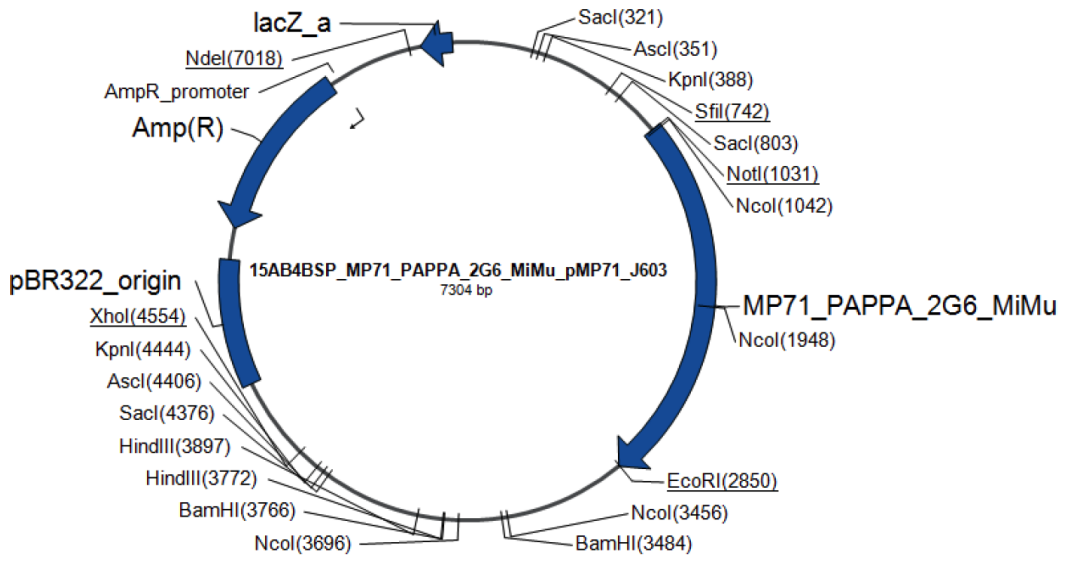 lacZ_a
NdeI(7018)
AmpR_promoter
Amp(R)
pBR322_origin
XhoI(4554)
KpnI(4444)
AscI(4406)
SacI(4376)
HindIII(3897)
HindIII(3772)
BamHI(3766)
NcoI(3696)
SacI(321)
AscI(351)
KpnI(388)
SfiI(742)
SacI(803)
NotI(1031)
NcoI(1042)
MP71_PAPPA_2G6_MiMu
NcoI(1948)
EcoRI(2850)
NcoI(3456)
BamHI(3484)
15AB4BSP_MP71_PAPPA_2G6_MiMu_pMP71_J603
7304 bp